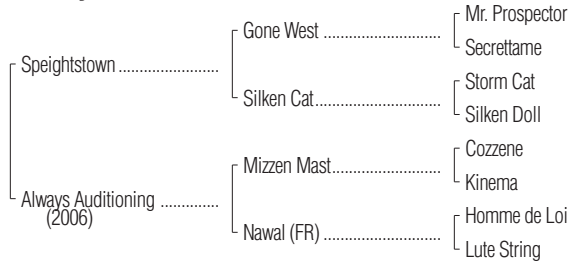 Mr. Prospector
Gone West ..............................
Secrettame
Speightstown .........................
Storm Cat
Silken Cat................................
Silken Doll
Cozzene
Mizzen Mast............................
Kinema
Always Auditioning ..............
(2006)
Homme de Loi
Nawal (FR) ..............................
Lute String